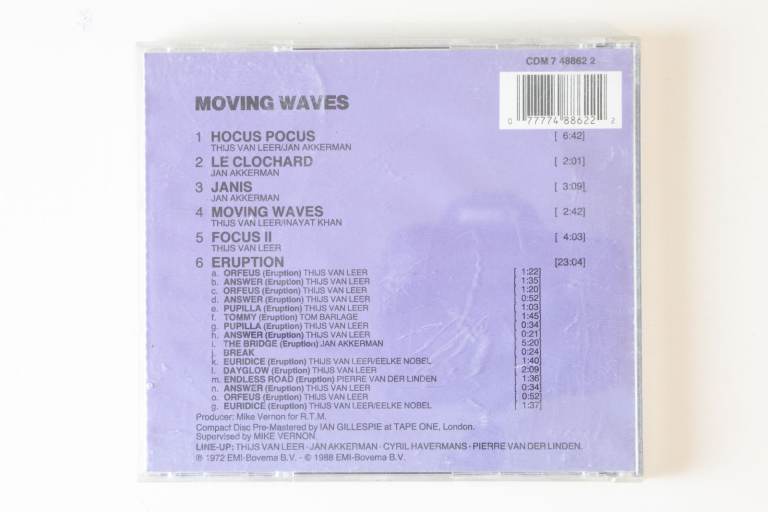 CDM 7 48862 2
0 77774 88622 2
MOVING WAVES
1 HOCUS POCUS [ 6:42]
THIJS VAN LEER/JAN AKKERMAN
2 LE CLOCHARD [ 2:01]
JAN AKKERMAN
3 JANIS [ 3:09]
JAN AKKERMAN
4 MOVING WAVES [ 2:42]
THIJS VAN LEER/INAYAT KHAN
5 FOCUS II [ 4:03]
THIJS VAN LEER
6 ERUPTION [23:04]
a. ORFEUS (Eruption) THIJS VAN LEER [ 1:22]
b. ANSWER (Eruption) THIJS VAN LEER [ 1:35]
c. ORFEUS (Eruption) THIJS VAN LEER [ 1:20]
d. ANSWER (Eruption) THIJS VAN LEER [ 0:52]
e. PUPILLA (Eruption) THIJS VAN LEER [ 1:03]
f. TOMMY (Eruption) TOM BARLAGE [ 1:45]
g. PUPILLA (Eruption) THIJS VAN LEER [ 0:34]
h. ANSWER (Eruption) THIJS VAN LEER [ 0:21]
i. THE BRIDGE (Eruption) JAN AKKERMAN [ 5:20]
j. BREAK [ 0:24]
k. EURIDICE (Eruption) THIJS VAN LEER/EELKE NOBEL [ 1:40]
l. DAYGLOW (Eruption) THIJS VAN LEER [ 2:09]
m. ENDLESS ROAD (Eruption) PIERRE VAN DER LINDEN [ 1:36]
n. ANSWER (Eruption) THIJS VAN LEER [ 0:34]
o. ORFEUS (Eruption) THIJS VAN LEER [ 0:52]
g. EURIDICE (Eruption) THIJS VAN LEER/EELKE NOBEL [ 1:37]
Producer: Mike Vernon for R.T.M.
Compact Disc Pre-Mastered by IAN GILLESPIE at TAPE ONE, London.
Supervised by MIKE VERNON
LINE-UP: THIJS VAN LEER · JAN AKKERMAN · CYRIL HAVERMANS · PIERRE VAN DER LINDEN.
℗ 1972 EMI-Bovema B.V. - © 1988 EMI-Bovema B.V.